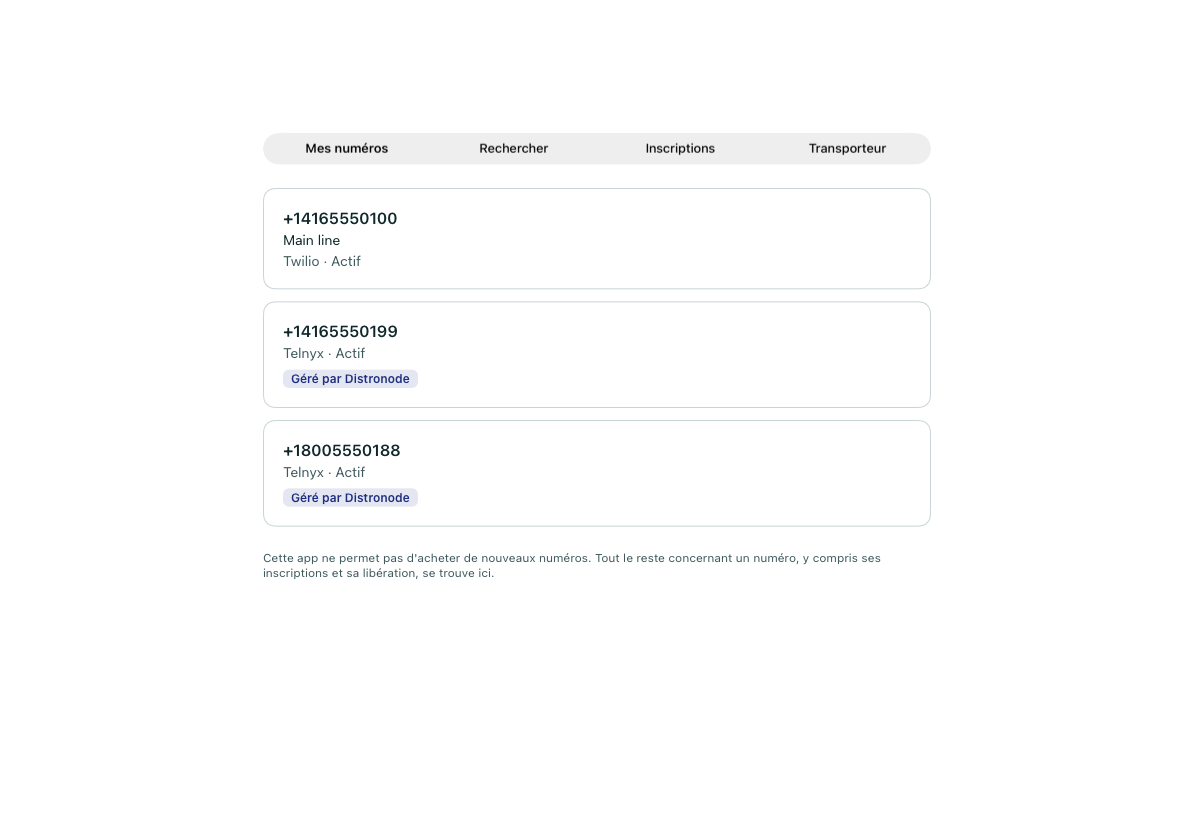 Mes numéros
Rechercher
Inscriptions
Transporteur
+14165550100
Main line
Twilio · Actif
+14165550199
Telnyx · Actif
Géré par Distronode
+18005550188
Telnyx · Actif
Géré par Distronode
Cette app ne permet pas d'acheter de nouveaux numéros. Tout le reste concernant un numéro, y compris ses
inscriptions et sa libération, se trouve ici.